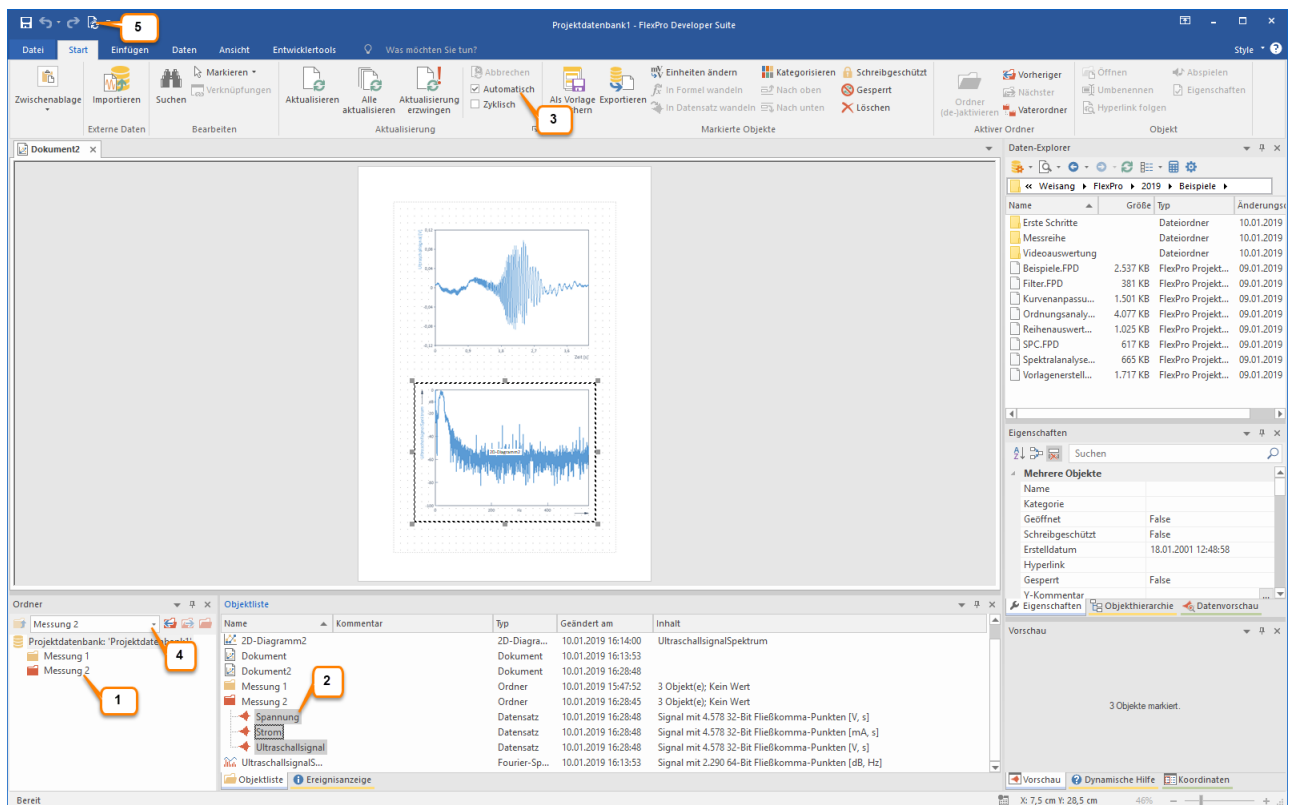 5
Projektdatenbank1 - FlexPro Developer Suite
Datei Start Einfügen Daten Ansicht Entwicklertools Was möchten Sie tun? Style
Zwischenablage
Importieren
Externe Daten
Suchen
Markieren
Verknüpfungen
Bearbeiten
Aktualisieren
Alle aktualisieren
Aktualisierung erzwingen
Abbrechen
Automatisch
Zyklisch
Aktualisierung
3
Als Vorlage
Exportieren
Einheiten ändern
In Formel wandeln
In Datensatz wandeln
Kategorisieren
Nach oben
Nach unten
Schreibgeschützt
Gesperrt
Löschen
Markierte Objekte
Ordner (de-)aktivieren
Vorheriger
Nächster
Vaterordner
Aktiver Ordner
Öffnen
Umbenennen
Hyperlink folgen
Abspielen
Eigenschaften
Objekt
Dokument2
Zeit [s]
2D-Diagramm2
Daten-Explorer
« Weisang FlexPro 2019 Beispiele
Name Größe Typ Änderungsd
Erste Schritte Dateiordner 10.01.2019
Messreihe Dateiordner 10.01.2019
Videoauswertung Dateiordner 10.01.2019
Beispiele.FPD 2.537 KB FlexPro Projekt... 09.01.2019
Filter.FPD 381 KB FlexPro Projekt... 09.01.2019
Kurvenanpassu... 1.501 KB FlexPro Projekt... 09.01.2019
Ordnungsanaly... 4.077 KB FlexPro Projekt... 09.01.2019
Reihenauswert... 1.025 KB FlexPro Projekt... 09.01.2019
SPC.FPD 617 KB FlexPro Projekt... 09.01.2019
Spektralanalyse... 665 KB FlexPro Projekt... 09.01.2019
Vorlagenerstell... 1.717 KB FlexPro Projekt... 09.01.2019
Eigenschaften
Suchen
Mehrere Objekte
Name
Kategorie
Geöffnet False
Schreibgeschützt False
Erstelldatum 18.01.2001 12:48:58
Hyperlink
Gesperrt False
Y-Kommentar ...
Eigenschaften Objekthierarchie Datenvorschau
Vorschau
3 Objekte markiert.
Vorschau Dynamische Hilfe Koordinaten
Ordner
Messung 2
Projektdatenbank: 'Projektdatenbank1'
Messung 1
Messung 2
4
1
Objektliste
Name Kommentar Typ Geändert am Inhalt
2D-Diagramm2 2D-Diagra... 10.01.2019 16:14:00 UltraschallsignalSpektrum
Dokument Dokument 10.01.2019 16:13:53
Dokument2 Dokument 10.01.2019 16:28:48
Messung 1 Ordner 10.01.2019 15:47:52 3 Objekt(e); Kein Wert
Messung 2 Ordner 10.01.2019 16:28:45 3 Objekt(e); Kein Wert
Spannung Datensatz 10.01.2019 16:28:48 Signal mit 4.578 32-Bit Fließkomma-Punkten [V, s]
Strom Datensatz 10.01.2019 16:28:48 Signal mit 4.578 32-Bit Fließkomma-Punkten [mA, s]
Ultraschallsignal Datensatz 10.01.2019 16:28:48 Signal mit 4.578 32-Bit Fließkomma-Punkten [V, s]
UltraschallsignalS... Fourier-Sp... 10.01.2019 16:13:53 Signal mit 2.290 64-Bit Fließkomma-Punkten [dB, Hz]
2
Objektliste Ereignisanzeige
Bereit
X: 7,5 cm Y: 28,5 cm 46%